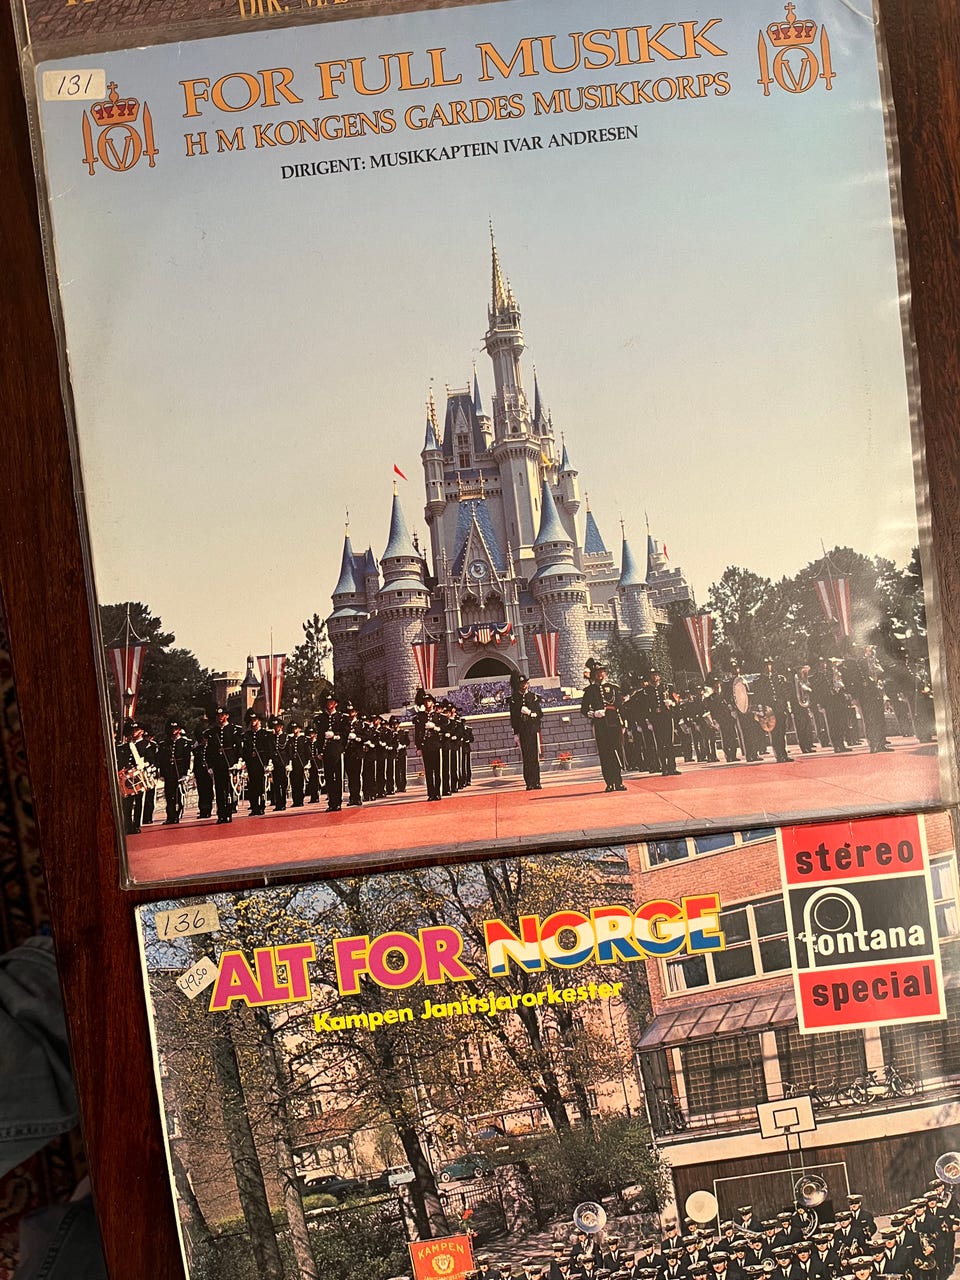 DIR.
131
FOR FULL MUSIKK
H M KONGENS GARDES MUSIKKORPS
DIRIGENT: MUSIKKAPTEIN IVAR ANDRESEN
136
49,50
ALT FOR NORGE
Kampen Janitsjarorkester
stereo
fontana
special
KAMPEN